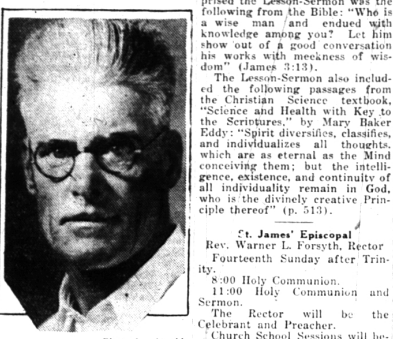 prised the Lesson-Sermon was the
following from the Bible: "Who is
a wise man and endued with
knowledge among you? Let him
show out of a good conversation
his works with meekness of wis-
dom" (James 3:13).
The Lesson-Sermon also includ-
ed the following passages from
the Christian Science textbook,
"Science and Health with Key to
the Scriptures," by Mary Baker
Eddy: "Spirit diversifies, classifies,
and individualizes all thoughts,
which are as eternal as the Mind
conceiving them; but the intelli-
gence, existence, and continuity of
all individuality remain in God,
who is the divinely creative Prin-
ciple thereof" (p. 513).
St. James' Episcopal
Rev. Warner L. Forsyth, Rector
Fourteenth Sunday after Trin-
ity.
8:00 Holy Communion.
11:00 Holy Communion and
Sermon.
The Rector will be the
Celebrant and Preacher.
Church School Sessions will be-